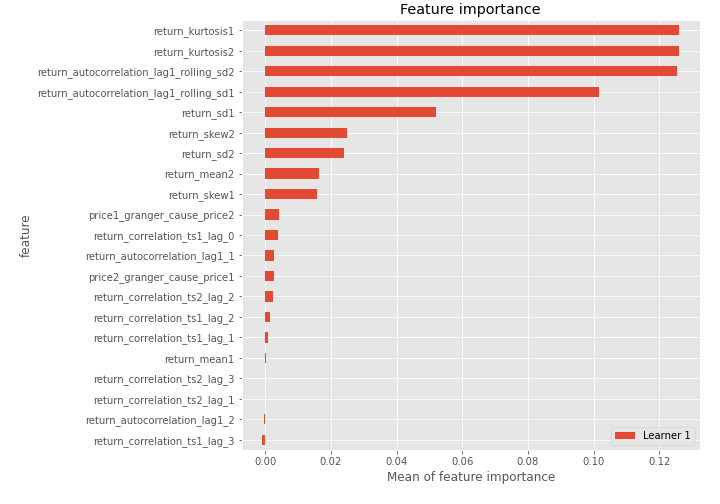 Feature importance
return_kurtosis1
return_kurtosis2
return_autocorrelation_lag1_rolling_sd2
return_autocorrelation_lag1_rolling_sd1
return_sd1
return_skew2
return_sd2
return_mean2
return_skew1
price1_granger_cause_price2
return_correlation_ts1_lag_0
return_autocorrelation_lag1_1
price2_granger_cause_price1
return_correlation_ts2_lag_2
return_correlation_ts1_lag_2
return_correlation_ts1_lag_1
return_mean1
return_correlation_ts2_lag_3
return_correlation_ts2_lag_1
return_autocorrelation_lag1_2
return_correlation_ts1_lag_3
feature
Learner 1
0.00 0.02 0.04 0.06 0.08 0.10 0.12
Mean of feature importance